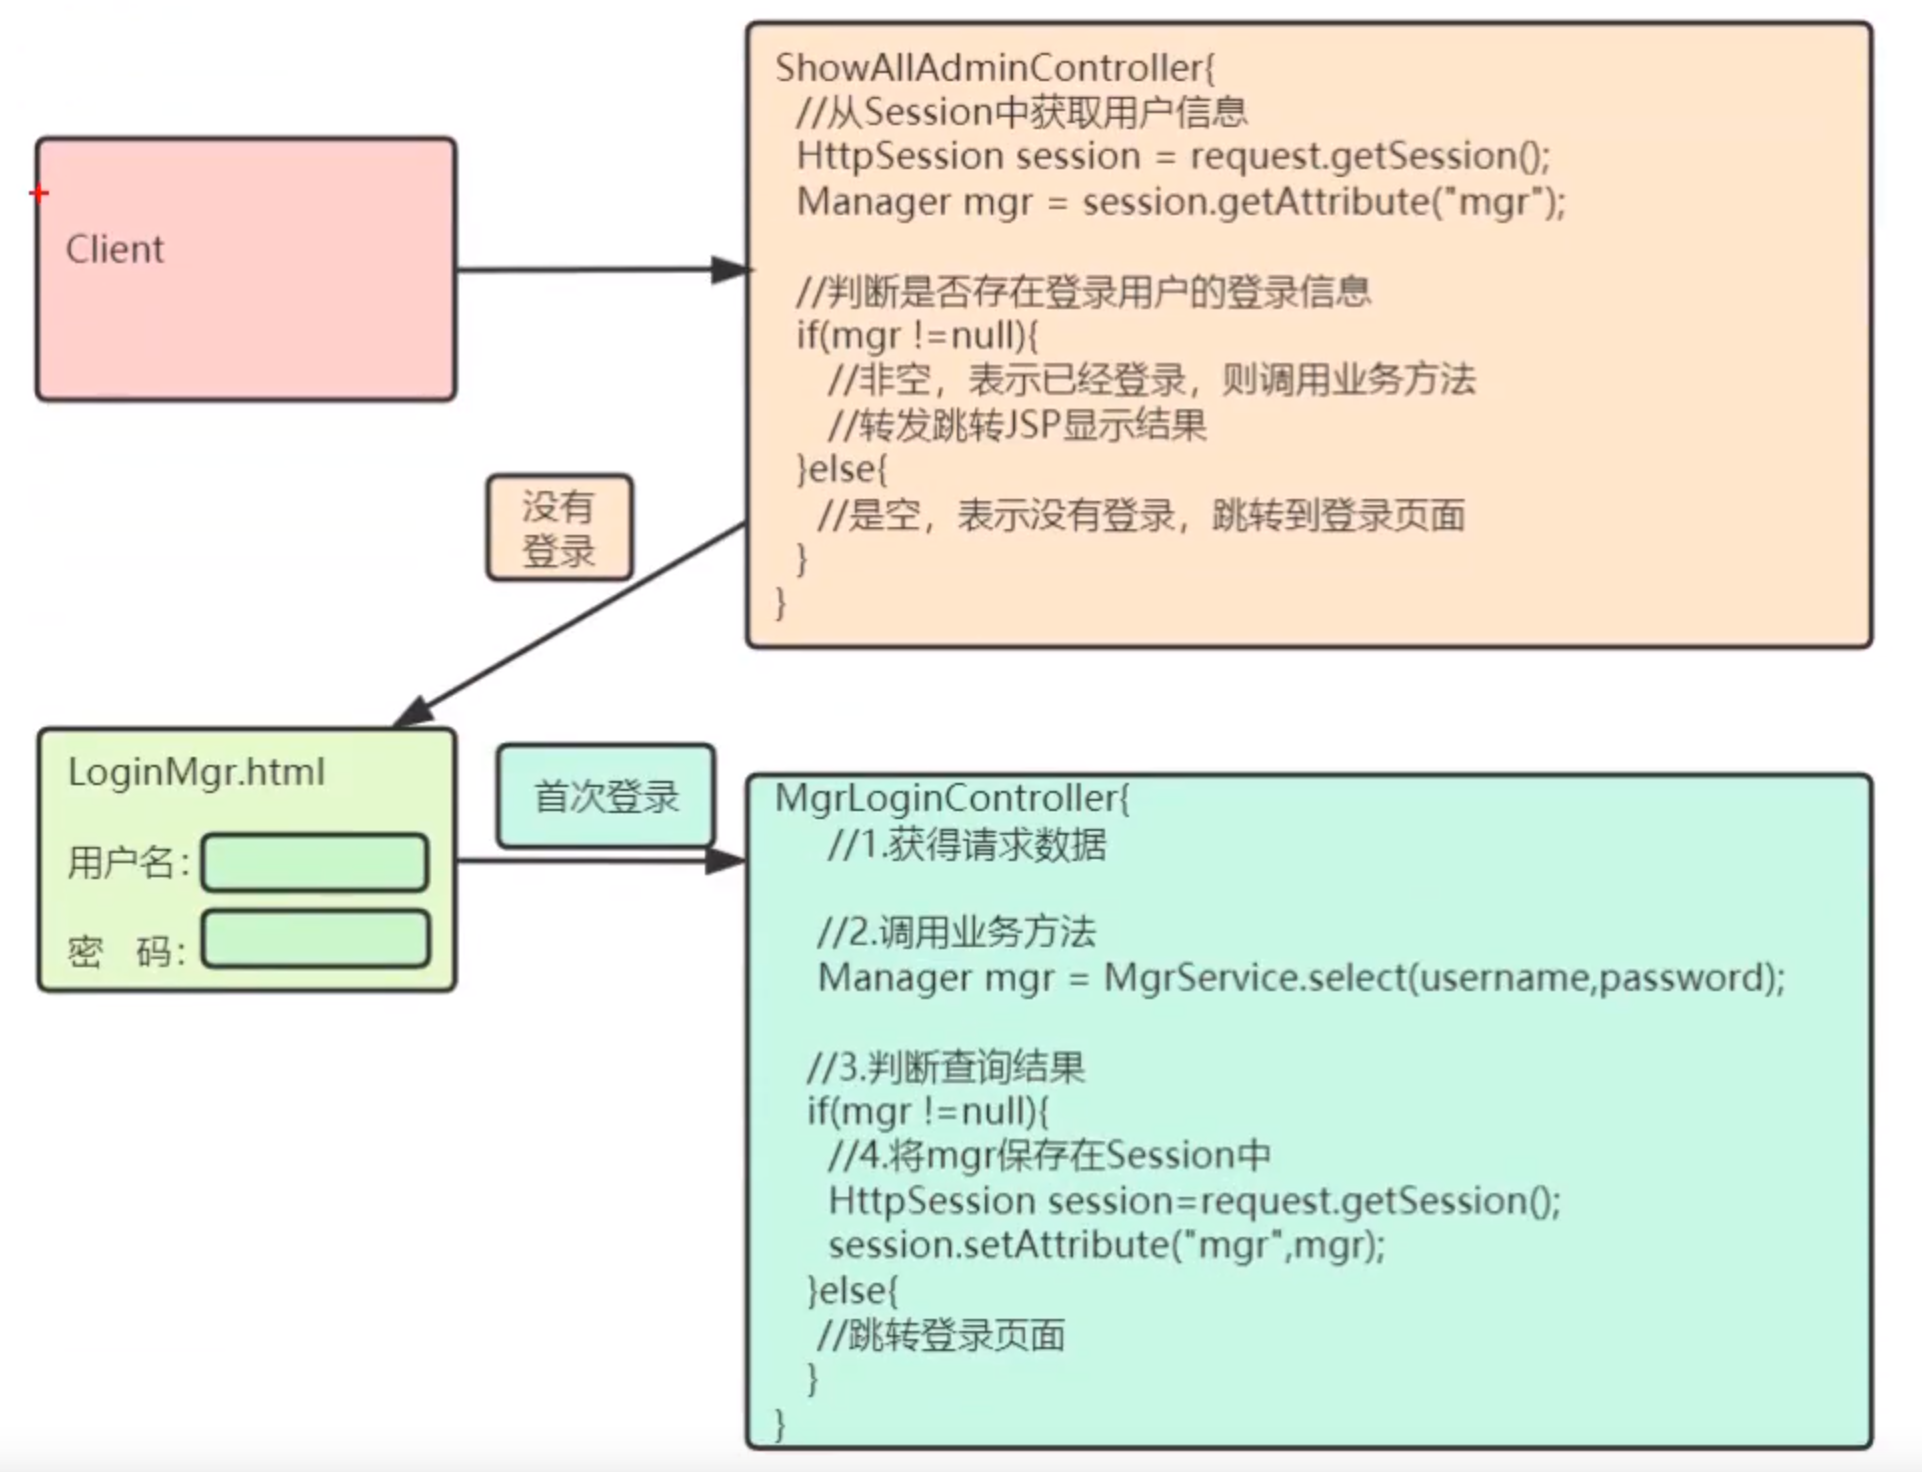 Client
ShowAllAdminController{
//从Session中获取用户信息
HttpSession session = request.getSession();
Manager mgr = session.getAttribute("mgr");
//判断是否存在登录用户的登录信息
if(mgr !=null){
//非空，表示已经登录，则调用业务方法
//转发跳转JSP显示结果
}else{
//是空，表示没有登录，跳转到登录页面
}
}
没有
登录
LoginMgr.html
用户名：
密 码：
首次登录
MgrLoginController{
//1.获得请求数据
//2.调用业务方法
Manager mgr = MgrService.select(username,password);
//3.判断查询结果
if(mgr !=null){
//4.将mgr保存在Session中
HttpSession session=request.getSession();
session.setAttribute("mgr",mgr);
}else{
//跳转登录页面
}
}